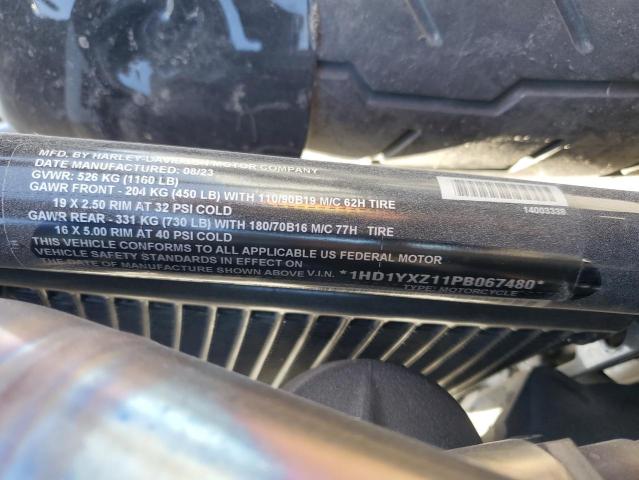 MFD. BY HARLEY-DAVIDSON MOTOR COMPANY
DATE MANUFACTURED: 08/23
GVWR: 526 KG (1160 LB)
GAWR FRONT - 204 KG (450 LB) WITH 110/90B19 M/C 62H TIRE
19 X 2.50 RIM AT 32 PSI COLD
GAWR REAR - 331 KG (730 LB) WITH 180/70B16 M/C 77H TIRE
16 X 5.00 RIM AT 40 PSI COLD
THIS VEHICLE CONFORMS TO ALL APPLICABLE US FEDERAL MOTOR
VEHICLE SAFETY STANDARDS IN EFFECT ON THE
DATE OF MANUFACTURE SHOWN ABOVE V.I.N. *1HD1YXZ11PB067480*
TYPE: MOTORCYCLE
14003338